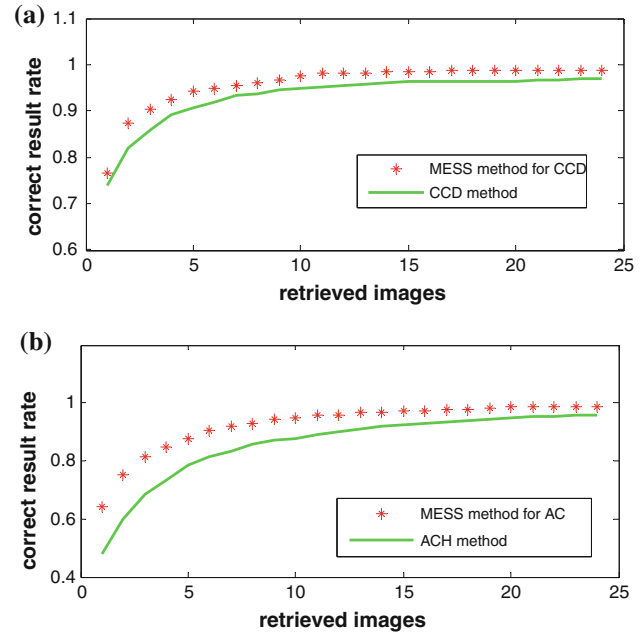 (a)
1.1
1
0.9
0.8
0.7
0.6
correct result rate
MESS method for CCD
CCD method
0 5 10 15 20 25
retrieved images
(b)
1
0.8
0.6
0.4
correct result rate
MESS method for AC
ACH method
0 5 10 15 20 25
retrieved images